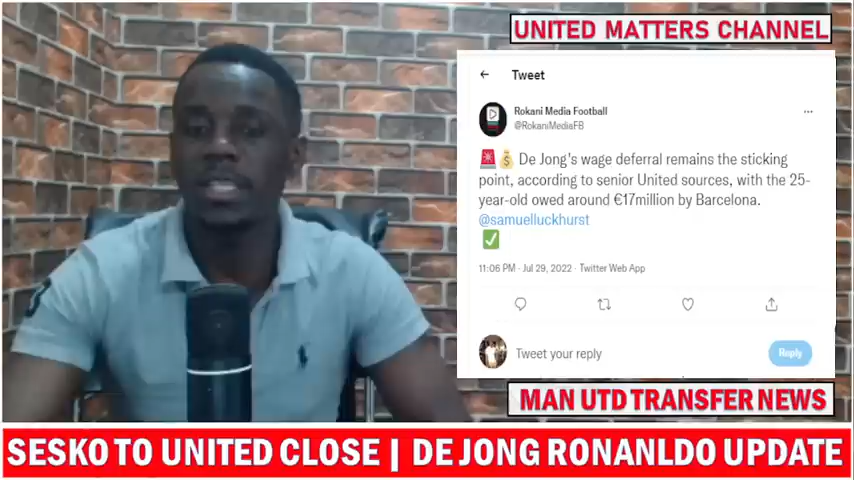 UNITED MATTERS CHANNEL
Tweet
Rokani Media Football
@RokaniMediaFB
🚨💰 De Jong's wage deferral remains the sticking
point, according to senior United sources, with the 25-
year-old owed around €17million by Barcelona.
@samuelluckhurst
✅
11:06 PM · Jul 29, 2022 · Twitter Web App
Tweet your reply
Reply
MAN UTD TRANSFER NEWS
SESKO TO UNITED CLOSE | DE JONG RONANLDO UPDATE